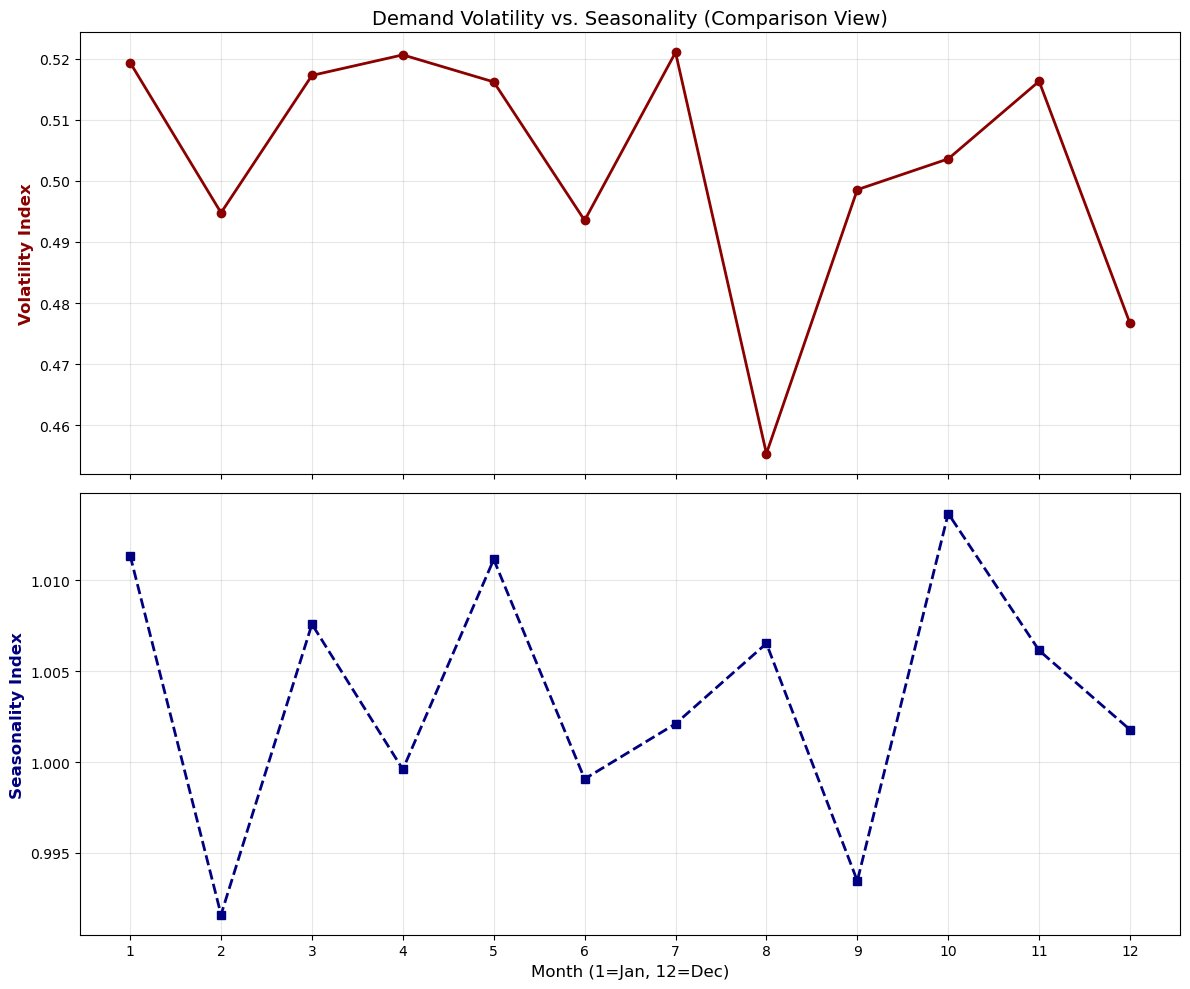 Demand Volatility vs. Seasonality (Comparison View)
Volatility Index
0.52
0.51
0.50
0.49
0.48
0.47
0.46
Seasonality Index
1.010
1.005
1.000
0.995
1 2 3 4 5 6 7 8 9 10 11 12
Month (1=Jan, 12=Dec)